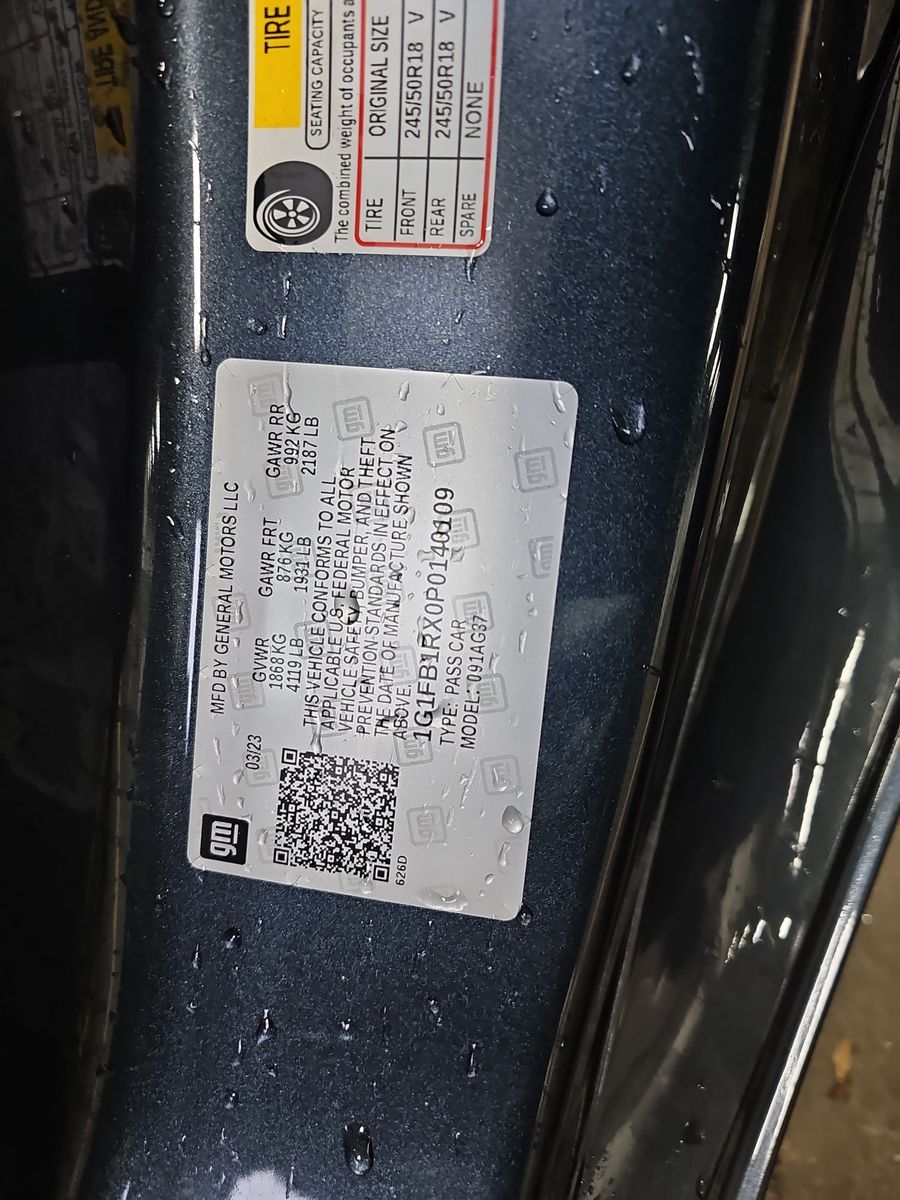 gm
03/23
MFD BY GENERAL MOTORS LLC
GVWR GAWR FRT GAWR RR
1868 KG 876 KG 992 KG
4119 LB 1931 LB 2187 LB
THIS VEHICLE CONFORMS TO ALL
APPLICABLE U.S. FEDERAL MOTOR
VEHICLE SAFETY, BUMPER, AND THEFT
PREVENTION STANDARDS IN EFFECT ON
THE DATE OF MANUFACTURE SHOWN
ABOVE.
1G1FB1RX0P0140109
TYPE: PASS CAR
MODEL: 091AG37
626D
TIRE
SEATING CAPACITY
The combined weight of occupants
TIRE ORIGINAL SIZE
FRONT 245/50R18 V
REAR 245/50R18 V
SPARE NONE
TIRE AND